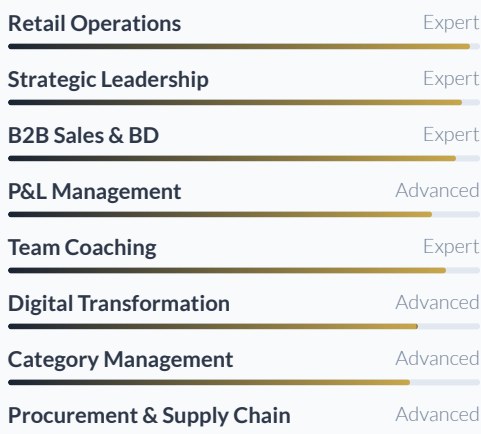 Retail Operations Expert
Strategic Leadership Expert
B2B Sales & BD Expert
P&L Management Advanced
Team Coaching Expert
Digital Transformation Advanced
Category Management Advanced
Procurement & Supply Chain Advanced